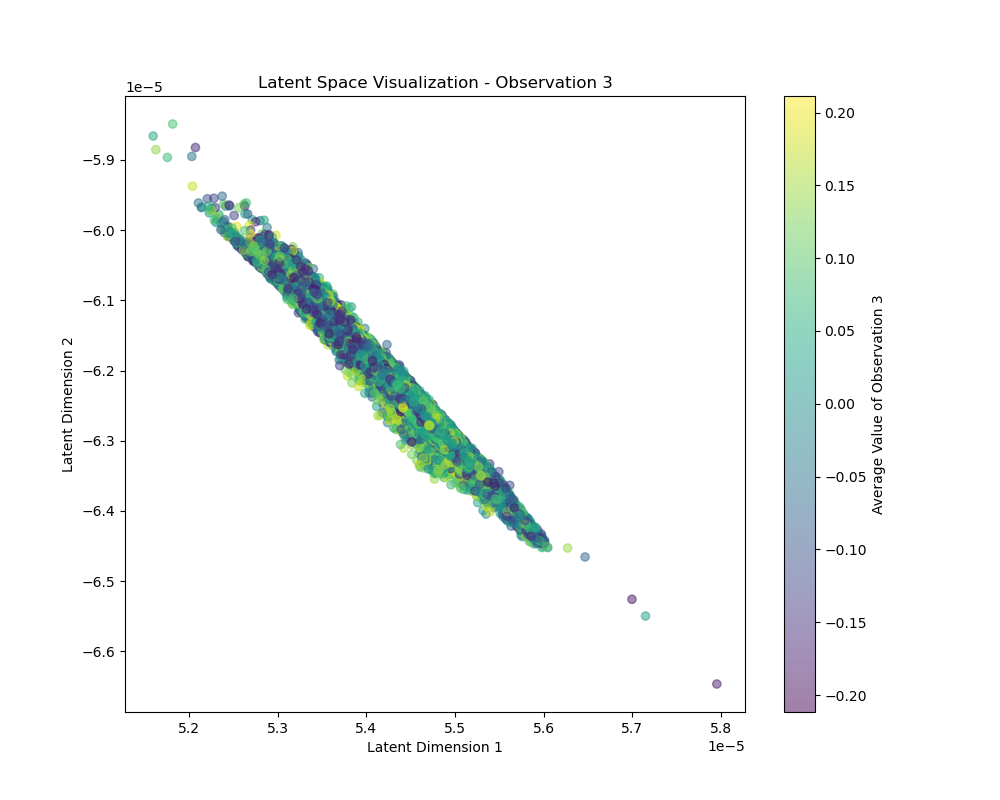 Latent Space Visualization - Observation 3
1e−5
−5.9
−6.0
−6.1
−6.2
−6.3
−6.4
−6.5
−6.6
Latent Dimension 2
5.2 5.3 5.4 5.5 5.6 5.7 5.8
1e−5
Latent Dimension 1
0.20
0.15
0.10
0.05
0.00
−0.05
−0.10
−0.15
−0.20
Average Value of Observation 3